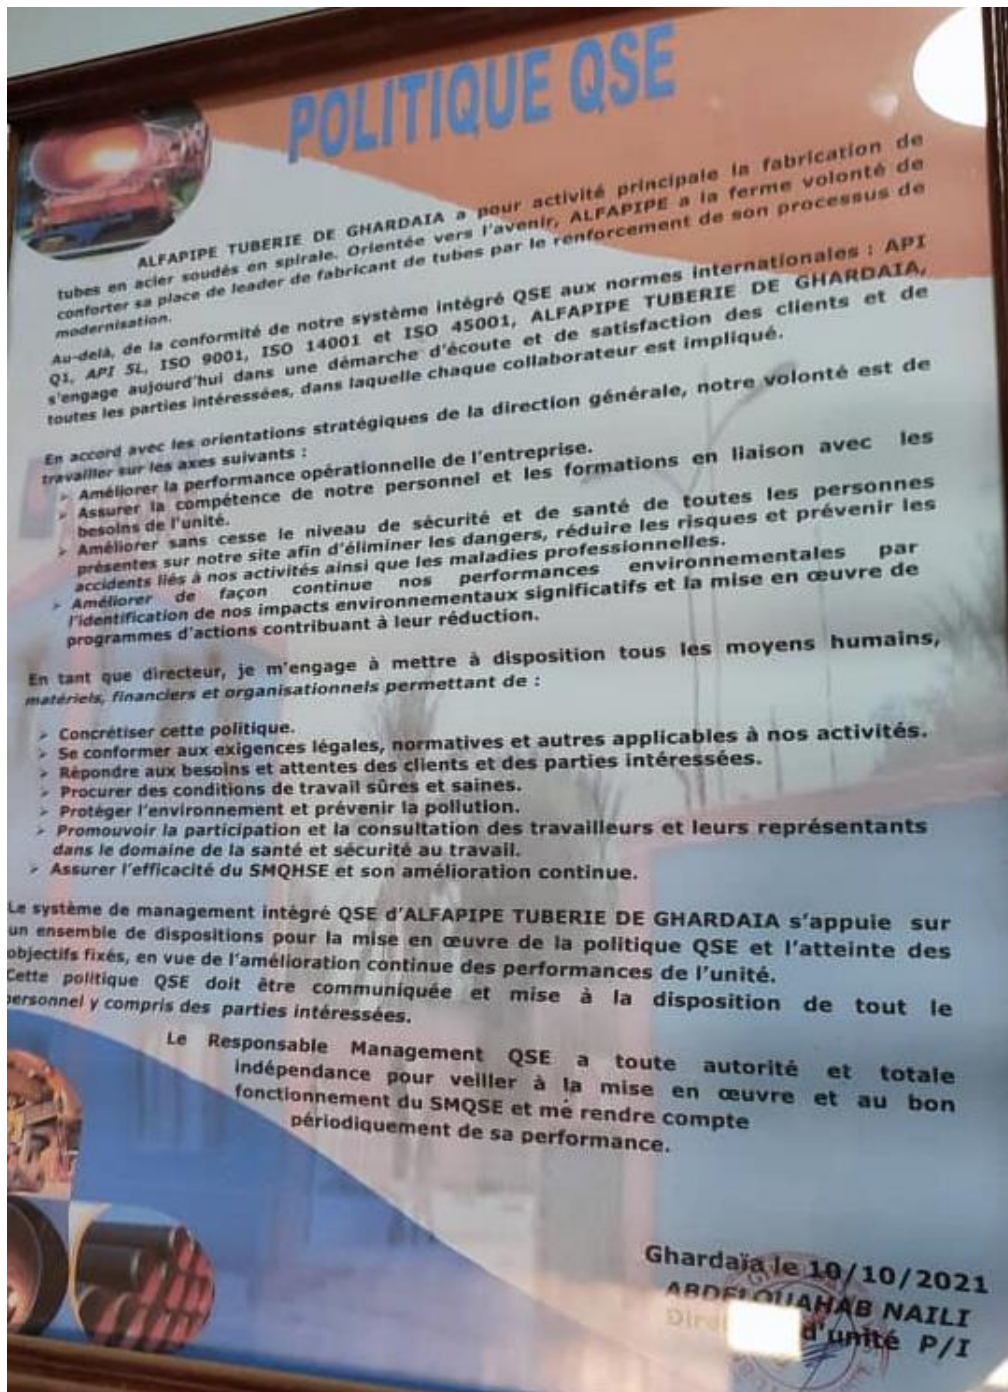 POLITIQUE QSE
ALFAPIPE TUBERIE DE GHARDAIA a pour activité principale la fabrication de
tubes en acier soudés en spirale. Orientée vers l'avenir, ALFAPIPE a la ferme volonté de
conforter sa place de leader de fabricant de tubes par le renforcement de son processus de
modernisation.
Au-delà, de la conformité de notre système intégré QSE aux normes internationales : API
Q1, API 5L, ISO 9001, ISO 14001 et ISO 45001, ALFAPIPE TUBERIE DE GHARDAIA,
s'engage aujourd'hui dans une démarche d'écoute et de satisfaction des clients et de
toutes les parties intéressées, dans laquelle chaque collaborateur est impliqué.
En accord avec les orientations stratégiques de la direction générale, notre volonté est de
travailler sur les axes suivants :
➢ Améliorer la performance opérationnelle de l'entreprise.
➢ Assurer la compétence de notre personnel et les formations en liaison avec les
besoins de l'unité.
➢ Améliorer sans cesse le niveau de sécurité et de santé de toutes les personnes
présentes sur notre site afin d'éliminer les dangers, réduire les risques et prévenir les
accidents liés à nos activités ainsi que les maladies professionnelles.
➢ Améliorer de façon continue nos performances environnementales par
l'identification de nos impacts environnementaux significatifs et la mise en œuvre de
programmes d'actions contribuant à leur réduction.
En tant que directeur, je m'engage à mettre à disposition tous les moyens humains,
matériels, financiers et organisationnels permettant de :
➢ Concrétiser cette politique.
➢ Se conformer aux exigences légales, normatives et autres applicables à nos activités.
➢ Répondre aux besoins et attentes des clients et des parties intéressées.
➢ Procurer des conditions de travail sûres et saines.
➢ Protéger l'environnement et prévenir la pollution.
➢ Promouvoir la participation et la consultation des travailleurs et leurs représentants
dans le domaine de la santé et sécurité au travail.
➢ Assurer l'efficacité du SMQHSE et son amélioration continue.
Le système de management intégré QSE d'ALFAPIPE TUBERIE DE GHARDAIA s'appuie sur
un ensemble de dispositions pour la mise en œuvre de la politique QSE et l'atteinte des
objectifs fixés, en vue de l'amélioration continue des performances de l'unité.
Cette politique QSE doit être communiquée et mise à la disposition de tout le
personnel y compris des parties intéressées.
Le Responsable Management QSE a toute autorité et totale
indépendance pour veiller à la mise en œuvre et au bon
fonctionnement du SMQSE et me rendre compte
périodiquement de sa performance.
Ghardaïa le 10/10/2021
ABDELOUAHAB NAILI
d'unité P/I